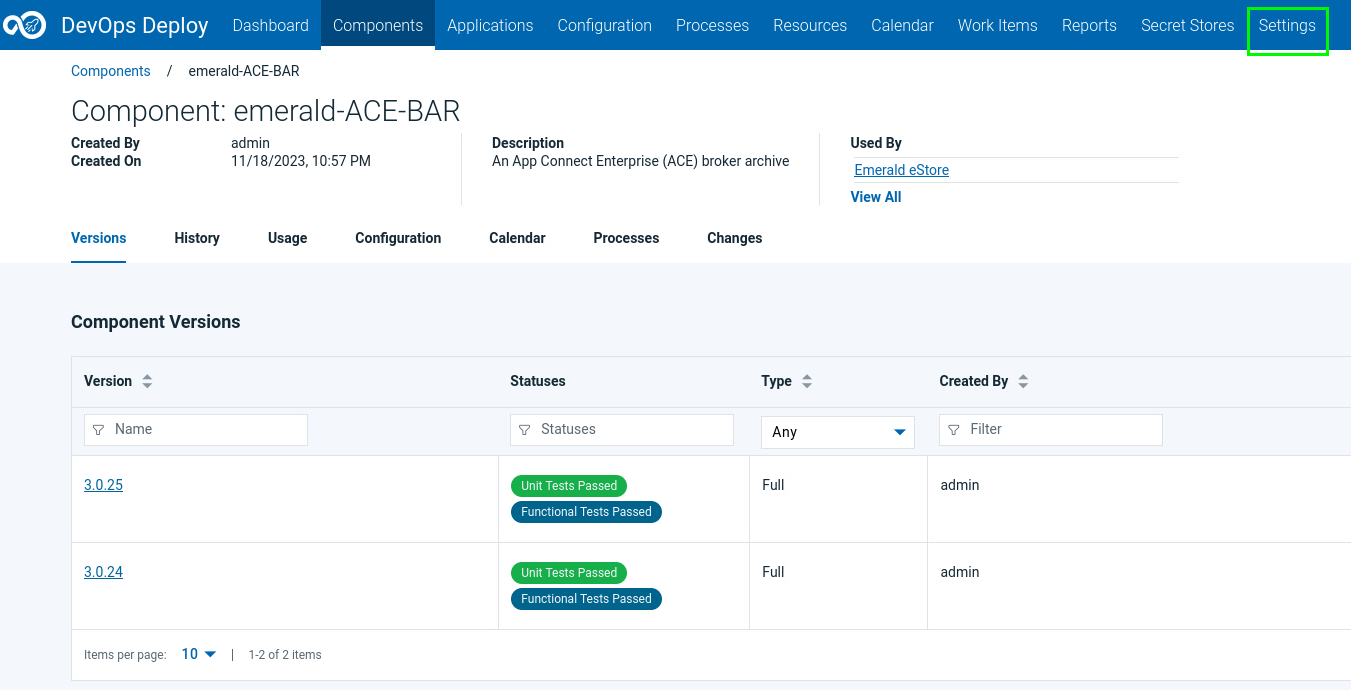 DevOps Deploy Dashboard Components Applications Configuration Processes Resources Calendar Work Items Reports Secret Stores Settings
Components / emerald-ACE-BAR
Component: emerald-ACE-BAR
Created By admin
Created On 11/18/2023, 10:57 PM
Description
An App Connect Enterprise (ACE) broker archive
Used By
Emerald eStore
View All
Versions History Usage Configuration Calendar Processes Changes
Component Versions
Version Statuses Type Created By
Name Statuses Any Filter
3.0.25 Unit Tests Passed Full admin
Functional Tests Passed
3.0.24 Unit Tests Passed Full admin
Functional Tests Passed
Items per page: 10 | 1-2 of 2 items